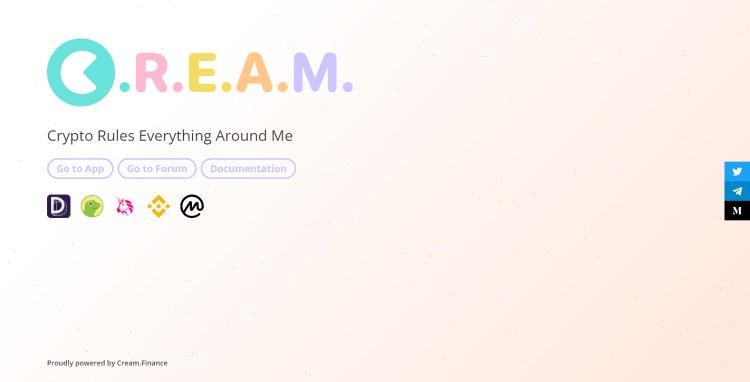 C.R.E.A.M.
Crypto Rules Everything Around Me
Go to App Go to Forum Documentation
Proudly powered by Cream.Finance